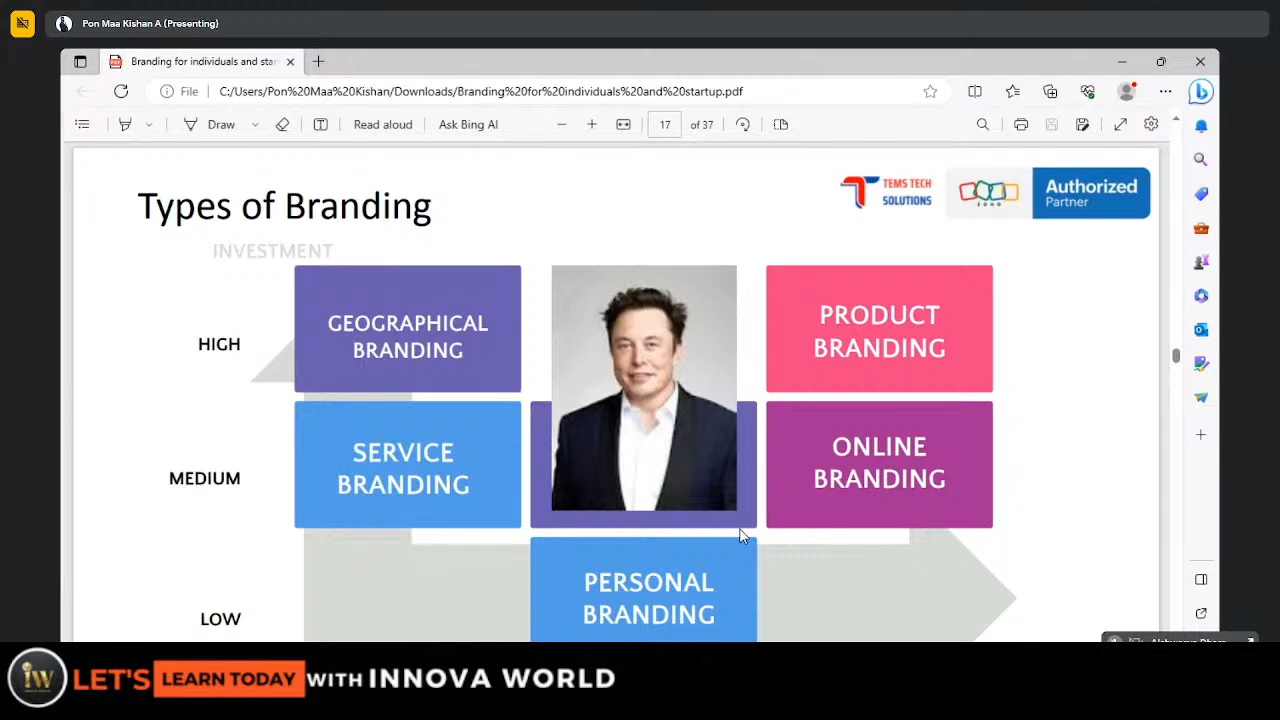 Pon Maa Kishan A (Presenting)
Branding for individuals and star
File C:/Users/Pon%20Maa%20Kishan/Downloads/Branding%20for%20individuals%20and%20startup.pdf
Draw Read aloud Ask Bing AI 17 of 37
Types of Branding
TEMS TECH
SOLUTIONS
ZOHO
Authorized
Partner
INVESTMENT
HIGH
GEOGRAPHICAL
BRANDING
PRODUCT
BRANDING
MEDIUM
SERVICE
BRANDING
ONLINE
BRANDING
LOW
PERSONAL
BRANDING
iw
LET'S LEARN TODAY WITH INNOVA WORLD